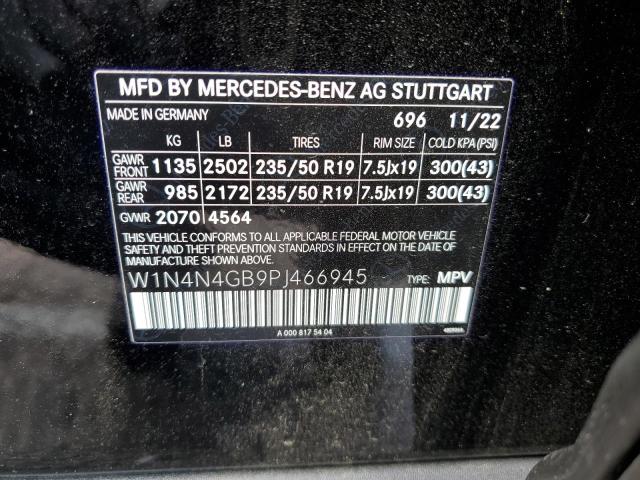 MFD BY MERCEDES-BENZ AG STUTTGART
MADE IN GERMANY 696 11/22
KG LB TIRES RIM SIZE COLD KPA(PSI)
GAWR FRONT 1135 2502 235/50 R19 7.5Jx19 300(43)
GAWR REAR 985 2172 235/50 R19 7.5Jx19 300(43)
GVWR 2070 4564
THIS VEHICLE CONFORMS TO ALL APPLICABLE FEDERAL MOTOR VEHICLE
SAFETY AND THEFT PREVENTION STANDARDS IN EFFECT ON THE DATE
OF MANUFACTURE SHOWN ABOVE.
W1N4N4GB9PJ466945 TYPE: MPV
A 000 817 54 04